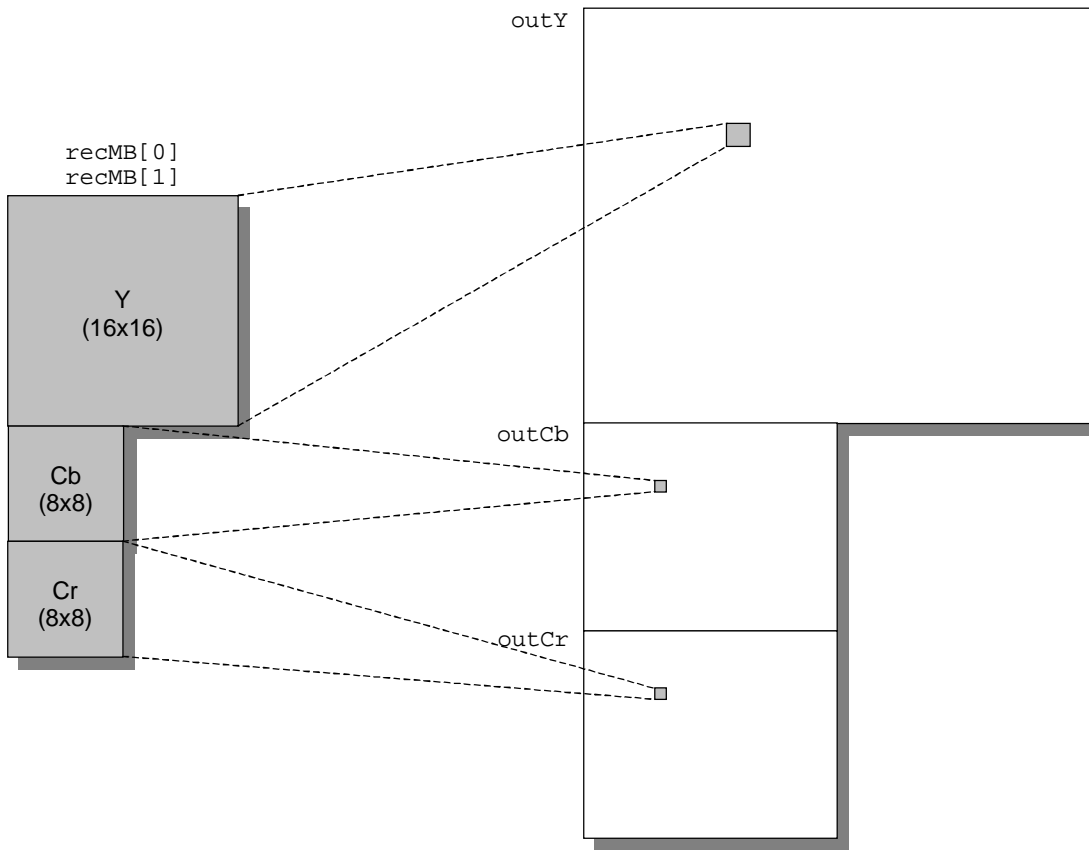 outY
recMB[0]
recMB[1]
Y
(16x16)
outCb
Cb
(8x8)
Cr
(8x8)
outCr